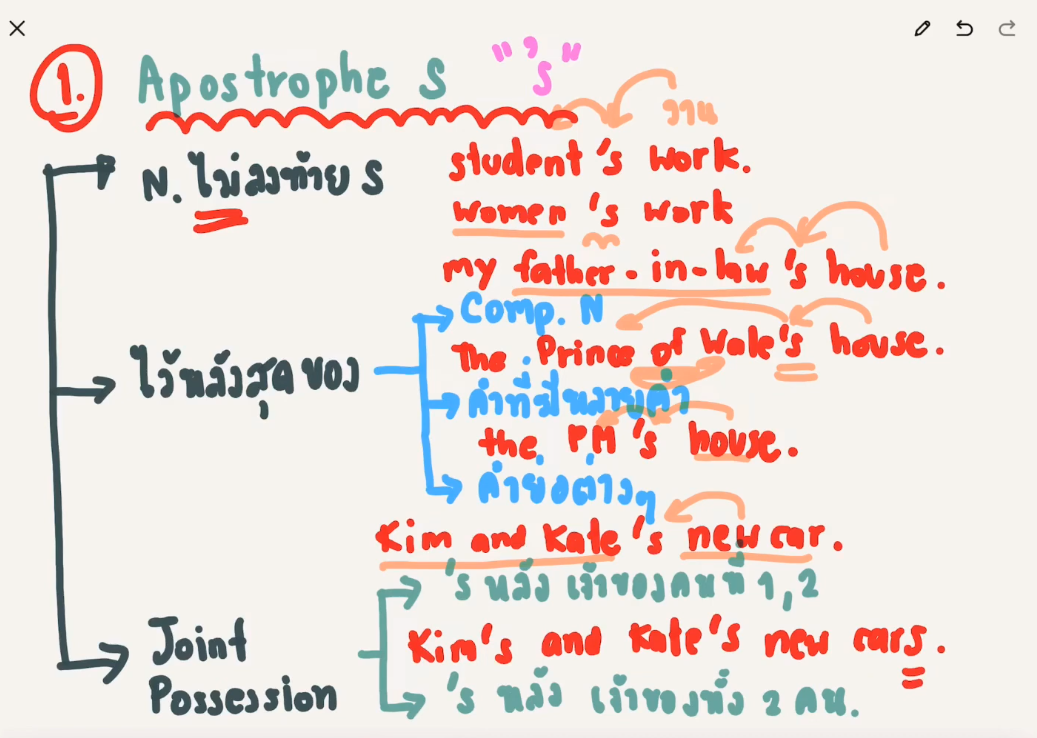 1. Apostrophe S "'s"
งาน
N. ไม่ลงท้าย S
student's work.
women's work
my father-in-law's house.
Comp. N
The Prince of Wale's house.
ไว้หลังสุดของ
คำที่มีหลายคำ
the PM's house.
คำย่อต่างๆ
Kim and Kate's new car.
's หลัง เจ้าของคนที่ 1,2
Joint
Possession
Kim's and Kate's new cars.
's หลัง เจ้าของทั้ง 2 คน.